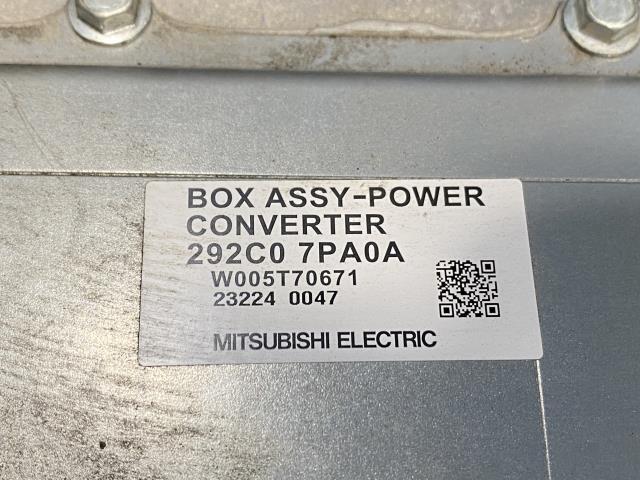 BOX ASSY-POWER
CONVERTER
292C0 7PA0A
W005T70671
23224 0047
MITSUBISHI ELECTRIC